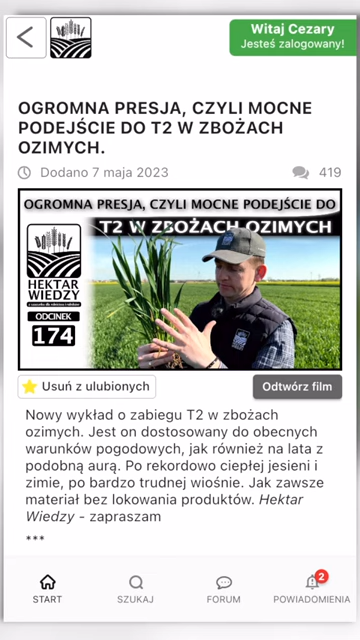 Witaj Cezary
Jesteś zalogowany!
OGROMNA PRESJA, CZYLI MOCNE
PODEJŚCIE DO T2 W ZBOŻACH
OZIMYCH.
Dodano 7 maja 2023
419
OGROMNA PRESJA, CZYLI MOCNE PODEJŚCIE DO
T2 W ZBOŻACH OZIMYCH
HEKTAR
WIEDZY
ODCINEK
174
Usuń z ulubionych
Odtwórz film
Nowy wykład o zabiegu T2 w zbożach
ozimych. Jest on dostosowany do obecnych
warunków pogodowych, jak również na lata z
podobną aurą. Po rekordowo ciepłej jesieni i
zimie, po bardzo trudnej wiośnie. Jak zawsze
materiał bez lokowania produktów. Hektar
Wiedzy - zapraszam
***
2
START
SZUKAJ
FORUM
POWIADOMIENIA